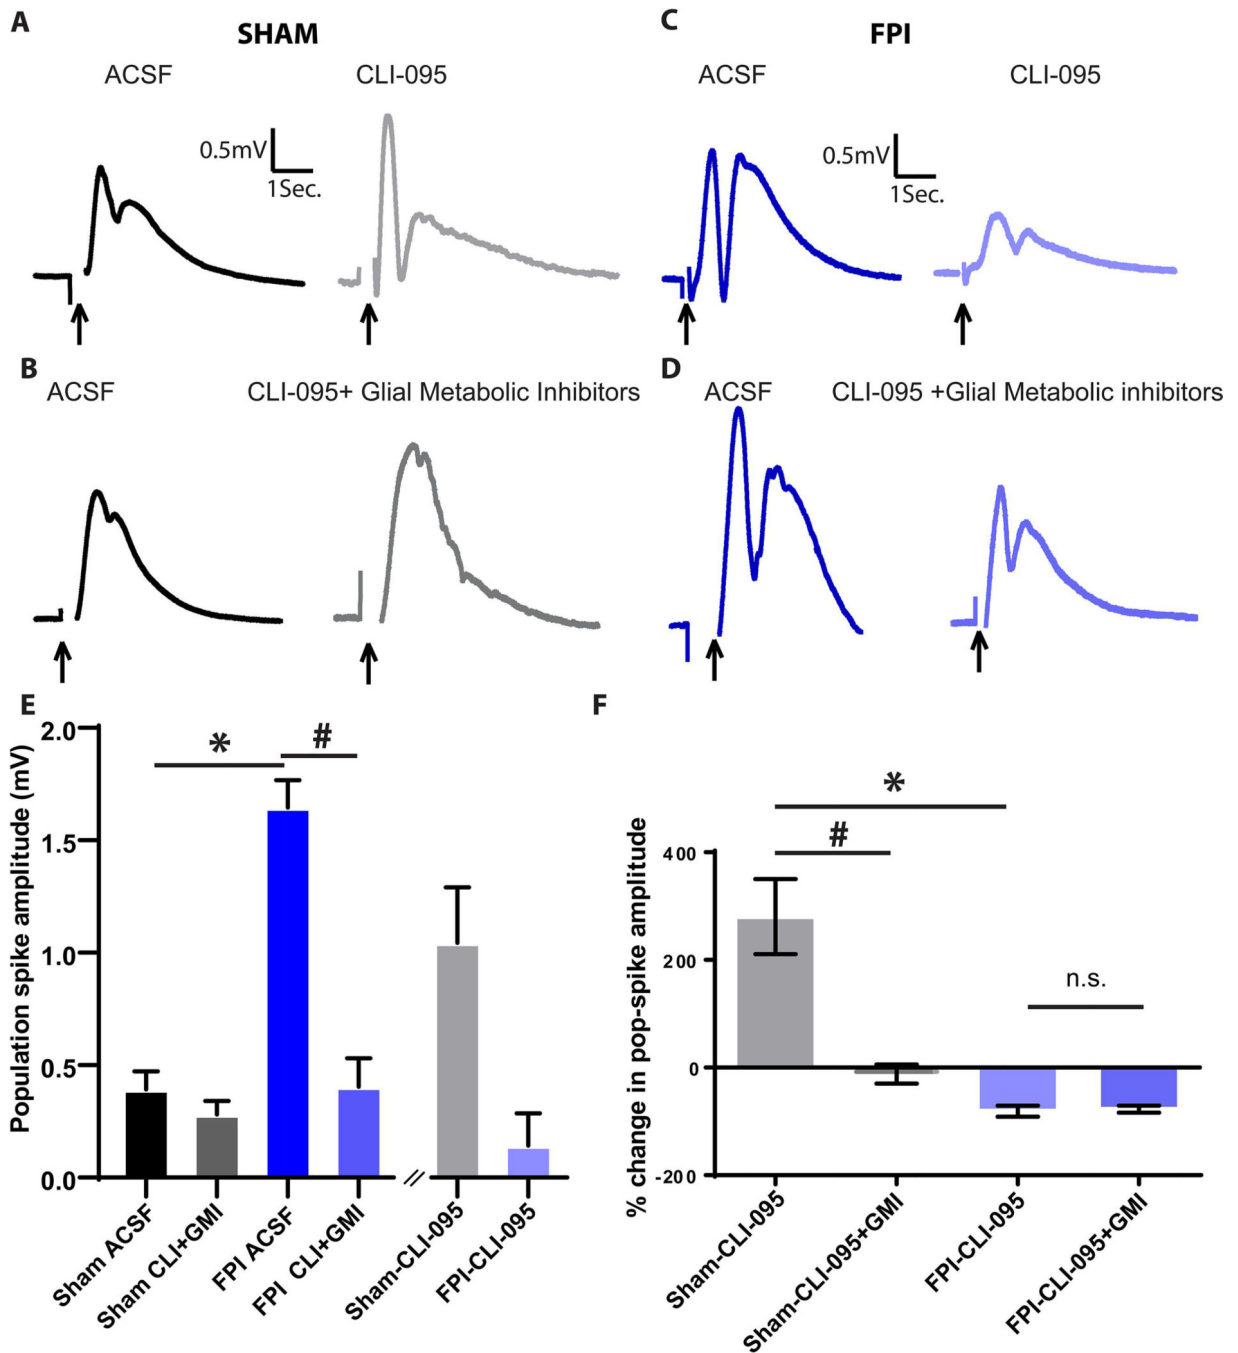 A
SHAM
C
FPI
ACSF
CLI-095
ACSF
CLI-095
0.5mV
1Sec.
0.5mV
1Sec.
B
ACSF
CLI-095+ Glial Metabolic Inhibitors
D
ACSF
CLI-095 +Glial Metabolic inhibitors
E
Population spike amplitude (mV)
2.0
1.5
1.0
0.5
0.0
*
#
//
Sham ACSF
Sham CLI+GMI
FPI ACSF
FPI CLI+GMI
Sham-CLI-095
FPI-CLI-095
F
% change in pop-spike amplitude
400
200
0
-200
*
#
n.s.
Sham-CLI-095
Sham-CLI-095+GMI
FPI-CLI-095
FPI-CLI-095+GMI